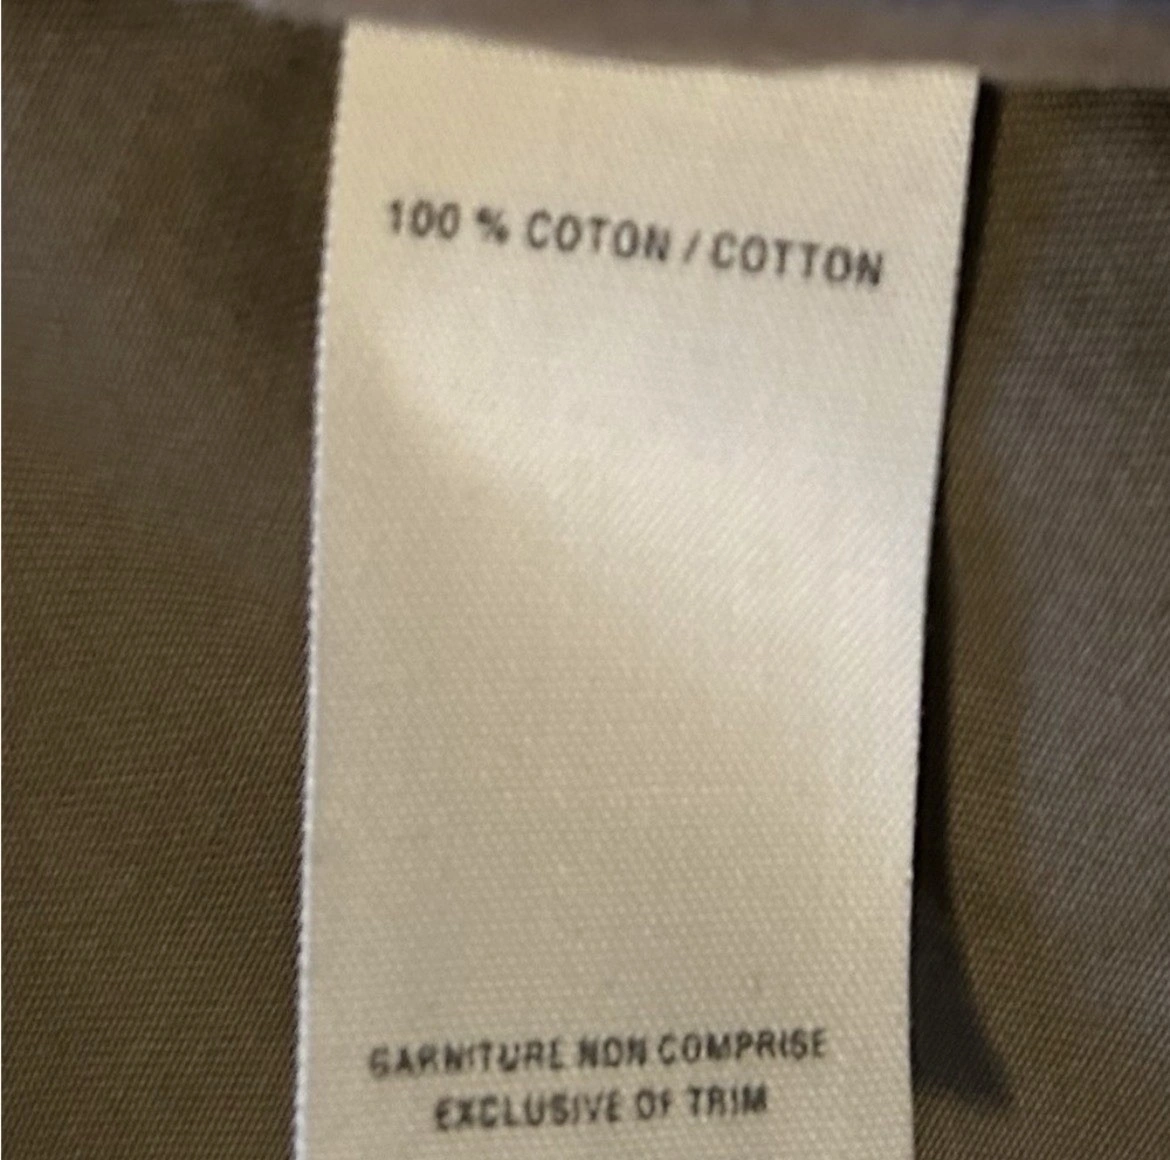 100 % COTON / COTTON
GARNITURE NON COMPRISE
EXCLUSIVE OF TRIM